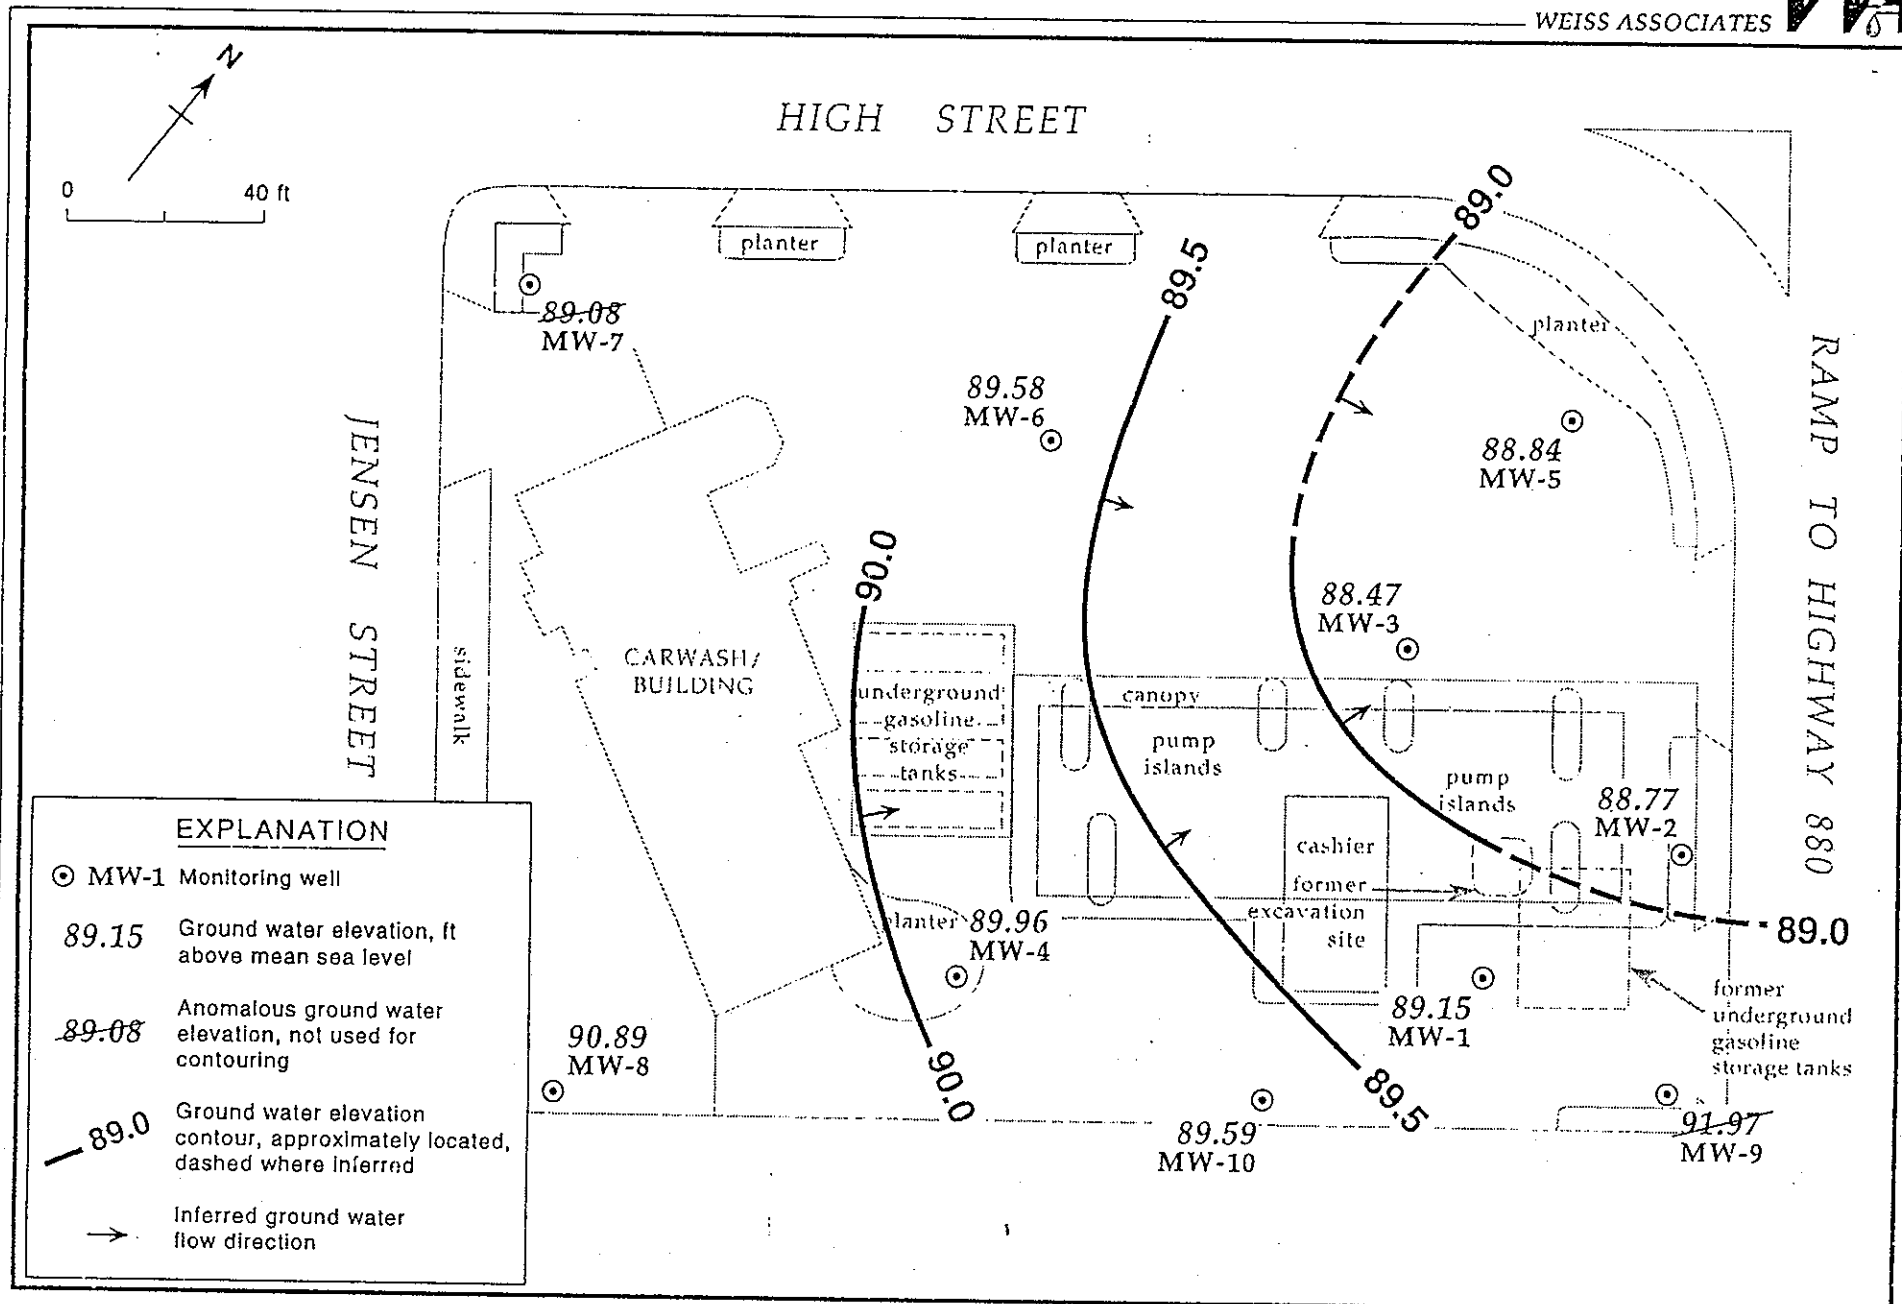 WEISS ASSOCIATES
N
0 40 ft
HIGH STREET
JENSEN STREET
RAMP TO HIGHWAY 880
89.0
89.5
planter
planter
planter
89.08
MW-7
89.58
MW-6
88.84
MW-5
90.0
88.47
MW-3
sidewalk
CARWASH/
BUILDING
underground
gasoline
storage
tanks
canopy
pump
islands
pump
islands
88.77
MW-2
cashier
former
excavation
site
planter
89.96
MW-4
89.0
89.15
MW-1
former
underground
gasoline
storage tanks
90.89
MW-8
90.0
89.5
89.59
MW-10
91.97
MW-9
EXPLANATION
MW-1 Monitoring well
89.15 Ground water elevation, ft
above mean sea level
89.08 Anomalous ground water
elevation, not used for
contouring
89.0 Ground water elevation
contour, approximately located,
dashed where inferred
Inferred ground water
flow direction